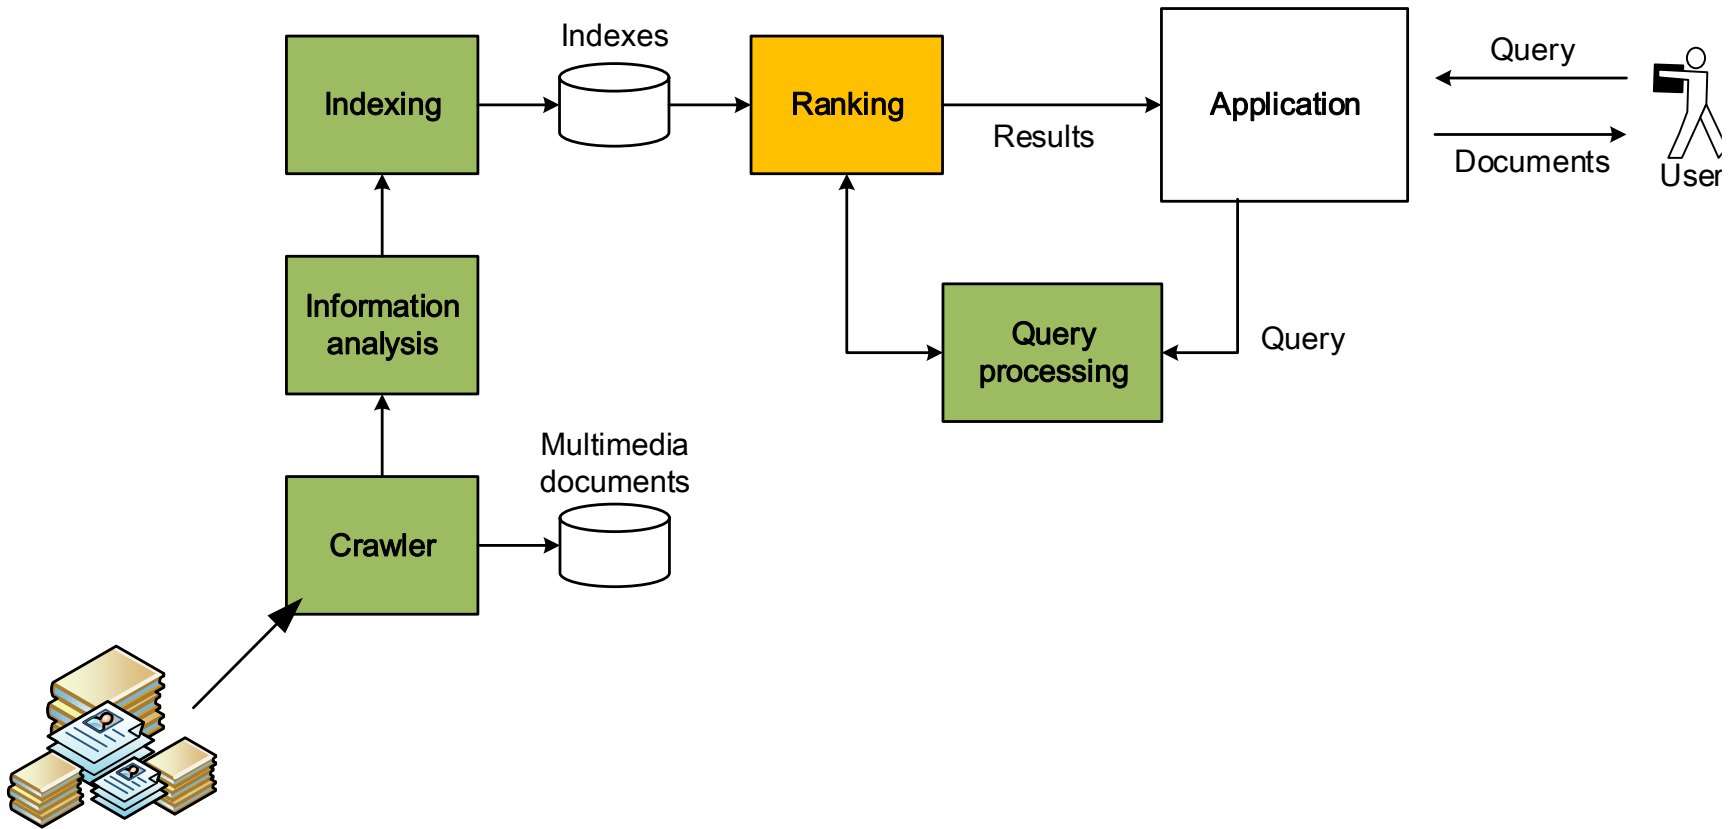 Indexes
Query
Indexing
Ranking
Application
Results
Documents
User
Information
analysis
Query
processing
Query
Multimedia
documents
Crawler